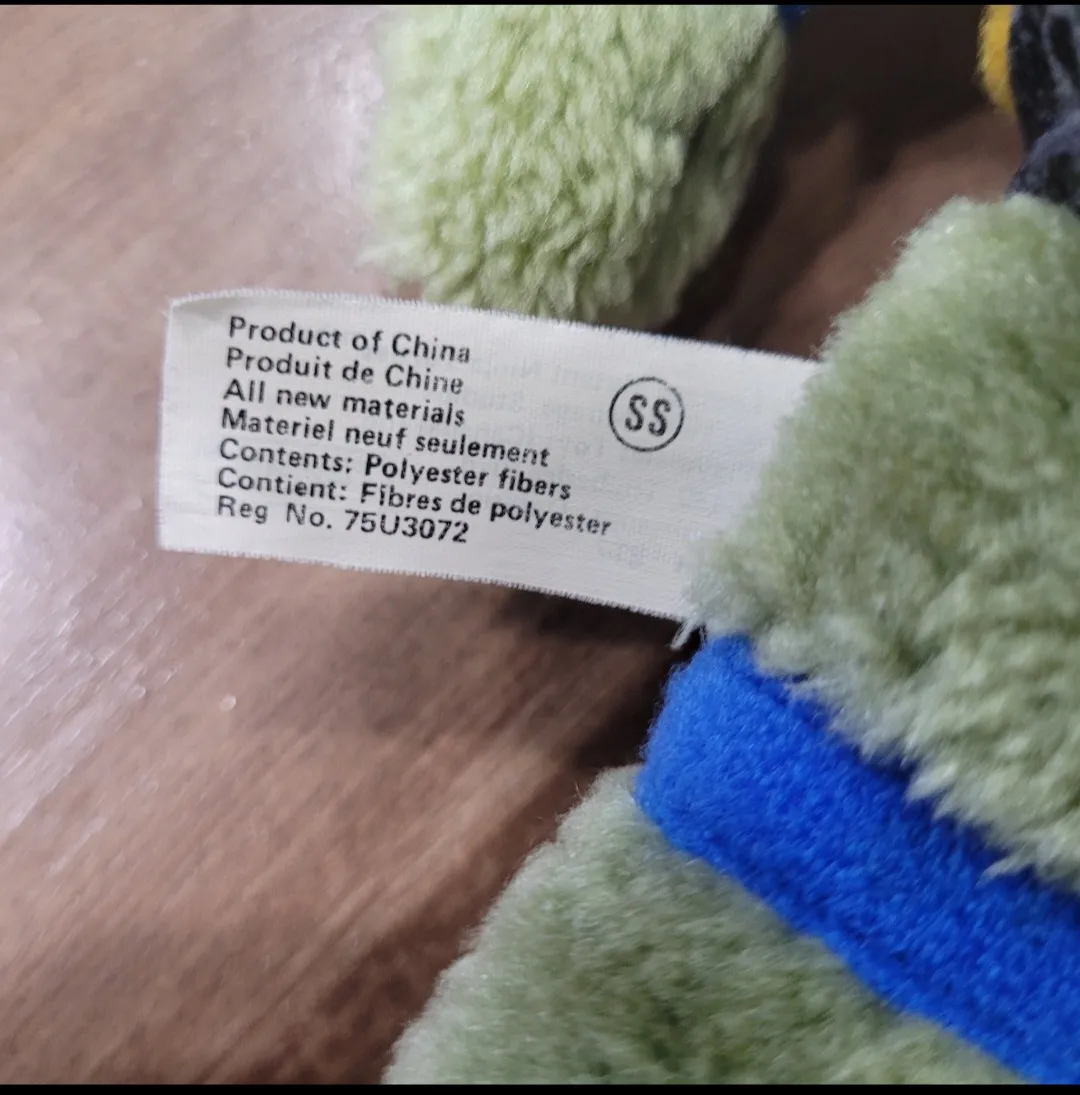 Product of China
Produit de Chine
All new materials
Materiel neuf seulement
Contents: Polyester fibers
Contient: Fibres de polyester
Reg No. 75U3072
SS